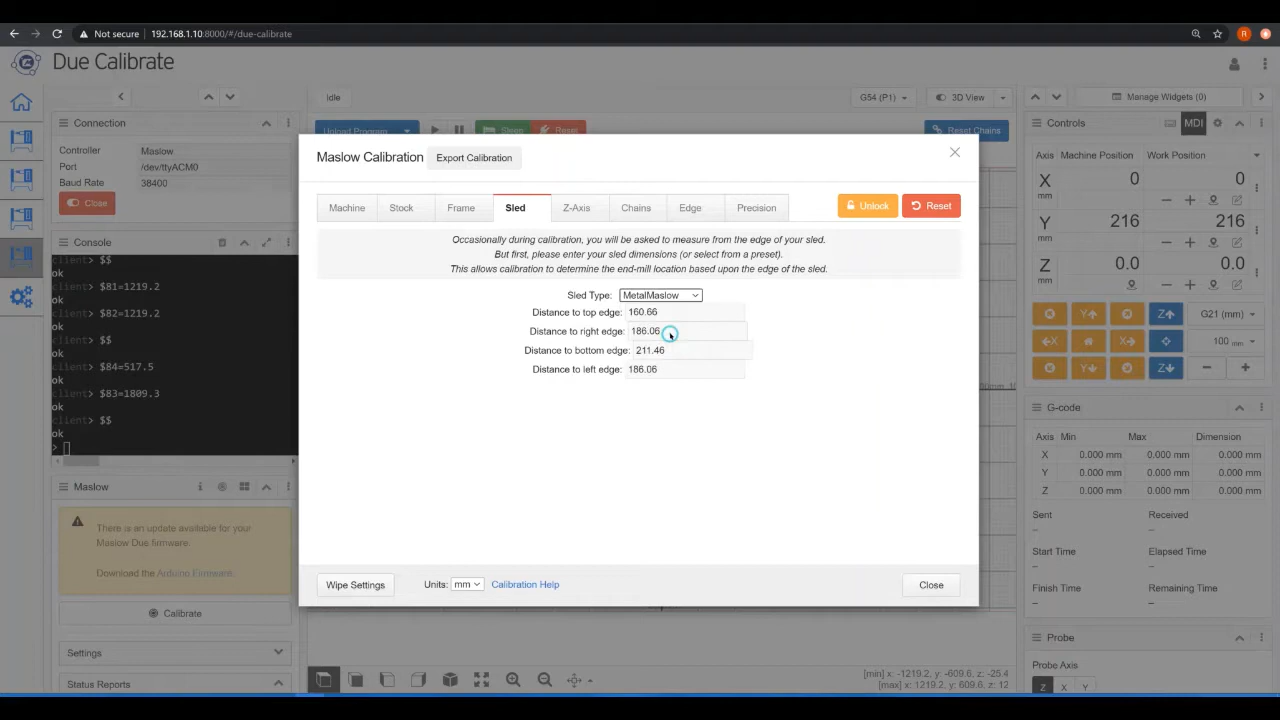 Not secure 192.168.1.10:8000/#/due-calibrate
R
Due Calibrate
Idle
G54 (P1)
3D View
Manage Widgets (0)
Connection
Controller Maslow
Port /dev/ttyACM0
Baud Rate 38400
Close
Upload Program
Sleep
Reset
Reset Chains
Console
client> $$
ok
client> $81=1219.2
ok
client> $82=1219.2
ok
client> $$
ok
client> $84=517.5
ok
client> $83=1809.3
ok
client> $$
ok
>
Maslow
There is an update available for your
Maslow Due firmware.
Download the Arduino Firmware.
Calibrate
Settings
Status Reports
Maslow Calibration
Export Calibration
Machine
Stock
Frame
Sled
Z-Axis
Chains
Edge
Precision
Unlock
Reset
Occasionally during calibration, you will be asked to measure from the edge of your sled.
But first, please enter your sled dimensions (or select from a preset).
This allows calibration to determine the end-mill location based upon the edge of the sled.
Sled Type: MetalMaslow
Distance to top edge: 160.66
Distance to right edge: 186.06
Distance to bottom edge: 211.46
Distance to left edge: 186.06
Wipe Settings
Units: mm
Calibration Help
Close
[min] x: -1219.2, y: -609.6, z: -25.4
[max] x: 1219.2, y: 609.6, z: 12
Controls
MDI
Axis Machine Position Work Position
X mm 0 0
Y mm 216 216
Z mm 0.0 0.0
Y
Z
G21 (mm)
X
X
100 mm
Y
Z
G-code
Axis Min Max Dimension
X 0.000 mm 0.000 mm 0.000 mm
Y 0.000 mm 0.000 mm 0.000 mm
Z 0.000 mm 0.000 mm 0.000 mm
Sent Received
– –
Start Time Elapsed Time
– –
Finish Time Remaining Time
– –
Probe
Probe Axis
Z X Y